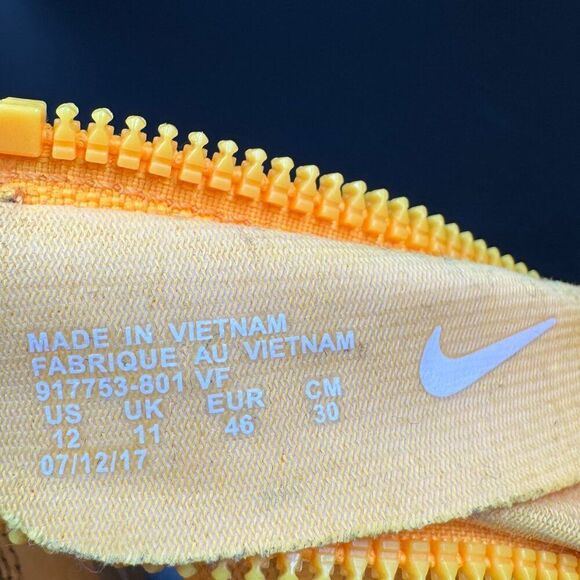 MADE IN VIETNAM
FABRIQUE AU VIETNAM
917753-801 VF
US UK EUR CM
12 11 46 30
07/12/17